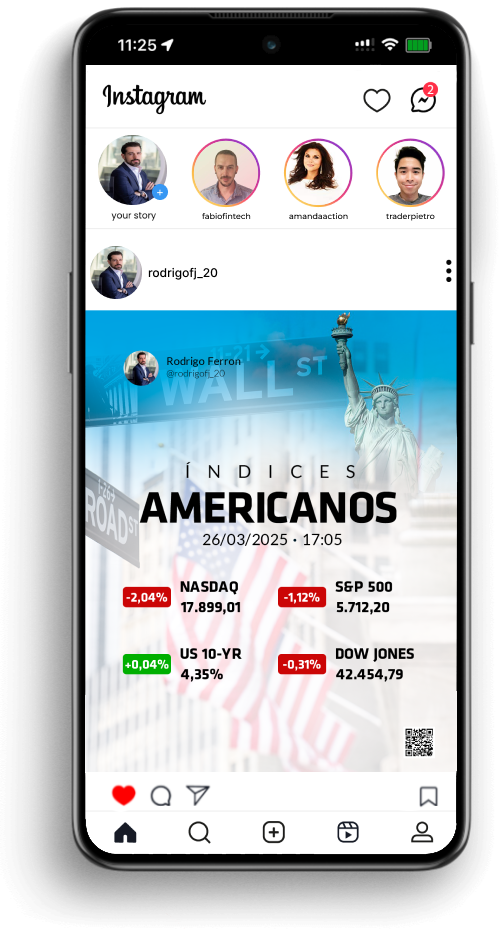 11:25
Instagram
2
your story
fabiofintech
amandaaction
traderpietro
rodrigofj_20
Rodrigo Ferron
@rodrigofj_20
WALL ST
ROAD ST
ÍNDICES
AMERICANOS
26/03/2025 · 17:05
-2,04%
NASDAQ
17.899,01
-1,12%
S&P 500
5.712,20
+0,04%
US 10-YR
4,35%
-0,31%
DOW JONES
42.454,79